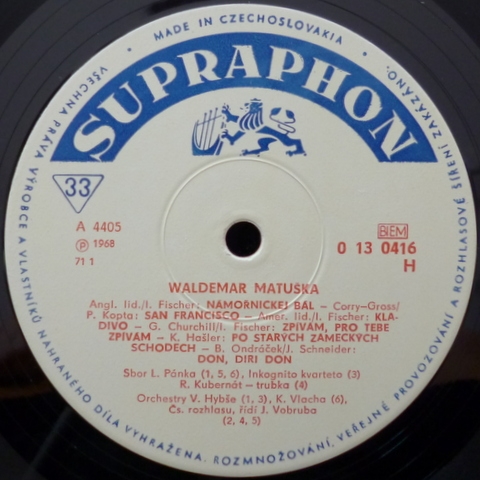 • MADE IN CZECHOSLOVAKIA •
VŠECHNA PRÁVA VÝROBCE A VLASTNÍKŮ NAHRANÉHO DÍLA VYHRAŽENA. ROZMNOŽOVÁNÍ, VEŘEJNÉ PROVOZOVÁNÍ A ROZHLASOVÉ ŠÍŘENÍ ZAKÁZÁNO.
SUPRAPHON
33
A 4405
Ⓟ 1968
71 1
BIEM
0 13 0416
H
WALDEMAR MATUŠKA
Angl. lid./I. Fischer: NÁMOŘNICKEJ BÁL – Corry-Gross/
P. Kopta: SAN FRANCISCO – Amer. lid./I. Fischer: KLA-
DIVO – G. Churchill/I. Fischer: ZPÍVÁM, PRO TEBE
ZPÍVÁM – K. Hašler: PO STARÝCH ZÁMECKÝCH
SCHODECH – B. Ondráček/J. Schneider:
DON, DIRI DON
Sbor L. Pánka (1, 5, 6), Inkognito kvarteto (3)
R. Kubernát – trubka (4)
Orchestry V. Hybše (1, 3), K. Vlacha (6),
Čs. rozhlasu, řídí J. Vobruba
(2, 4, 5)